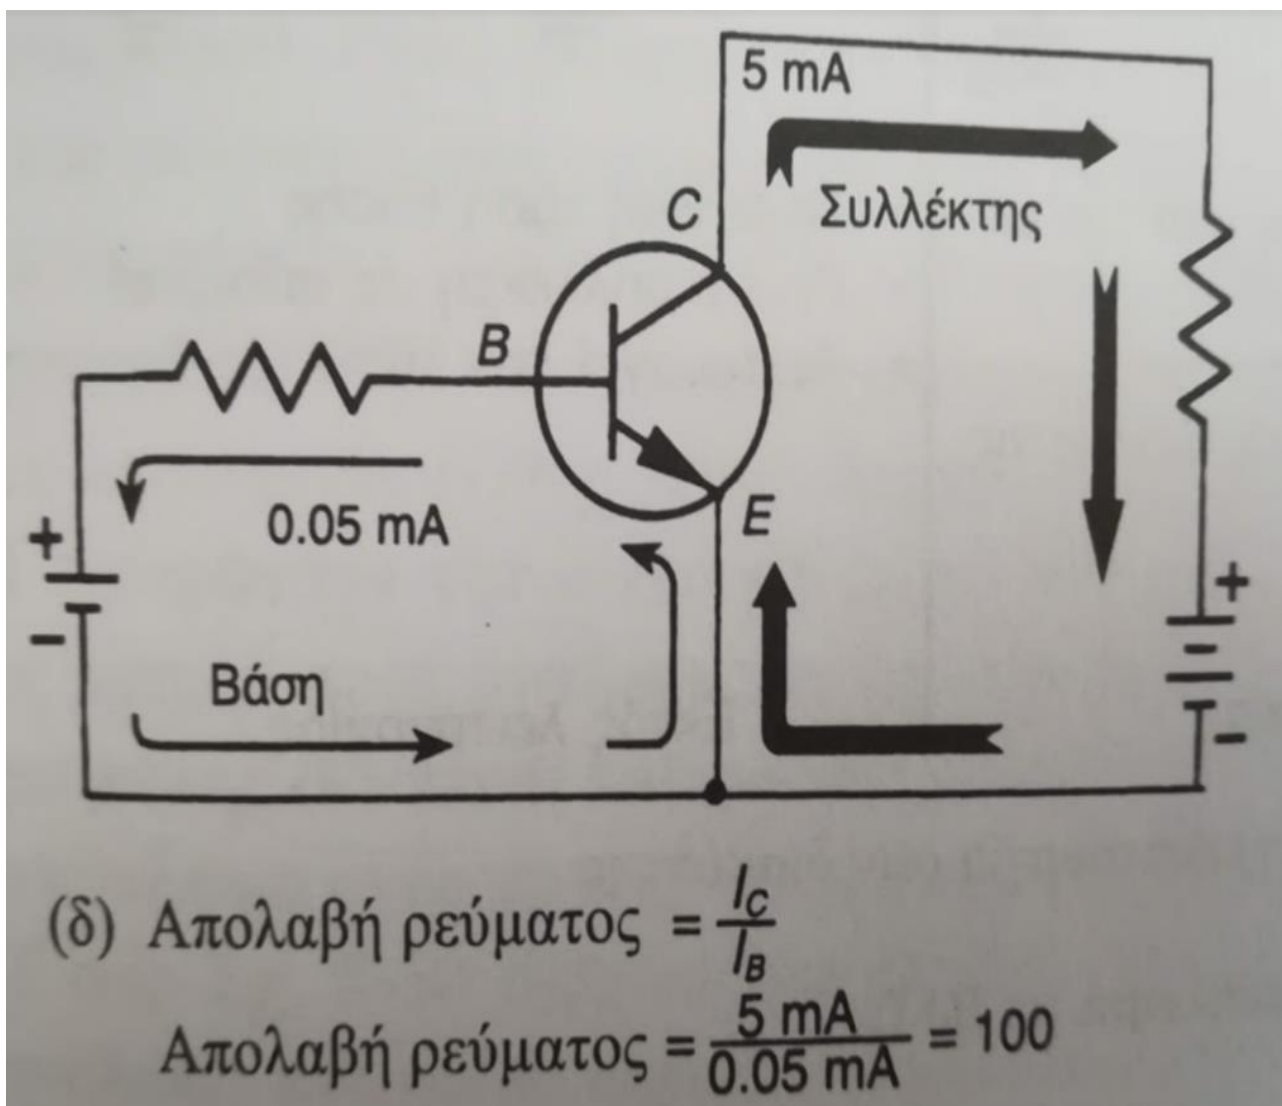 5 mA
C
Συλλέκτης
B
E
0.05 mA
+
-
Βάση
+
-
(δ) Απολαβή ρεύματος = I_C / I_B
Απολαβή ρεύματος = 5 mA / 0.05 mA = 100